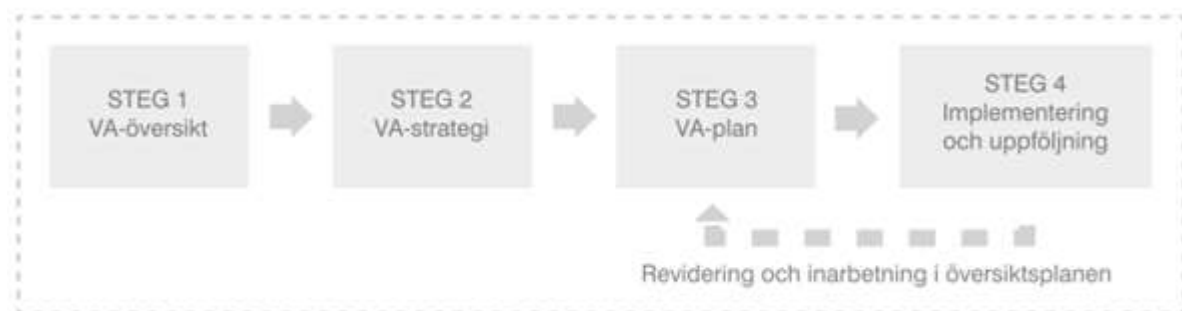 STEG 1
VA-översikt
STEG 2
VA-strategi
STEG 3
VA-plan
STEG 4
Implementering
och uppföljning
Revidering och inarbetning i översiktsplanen